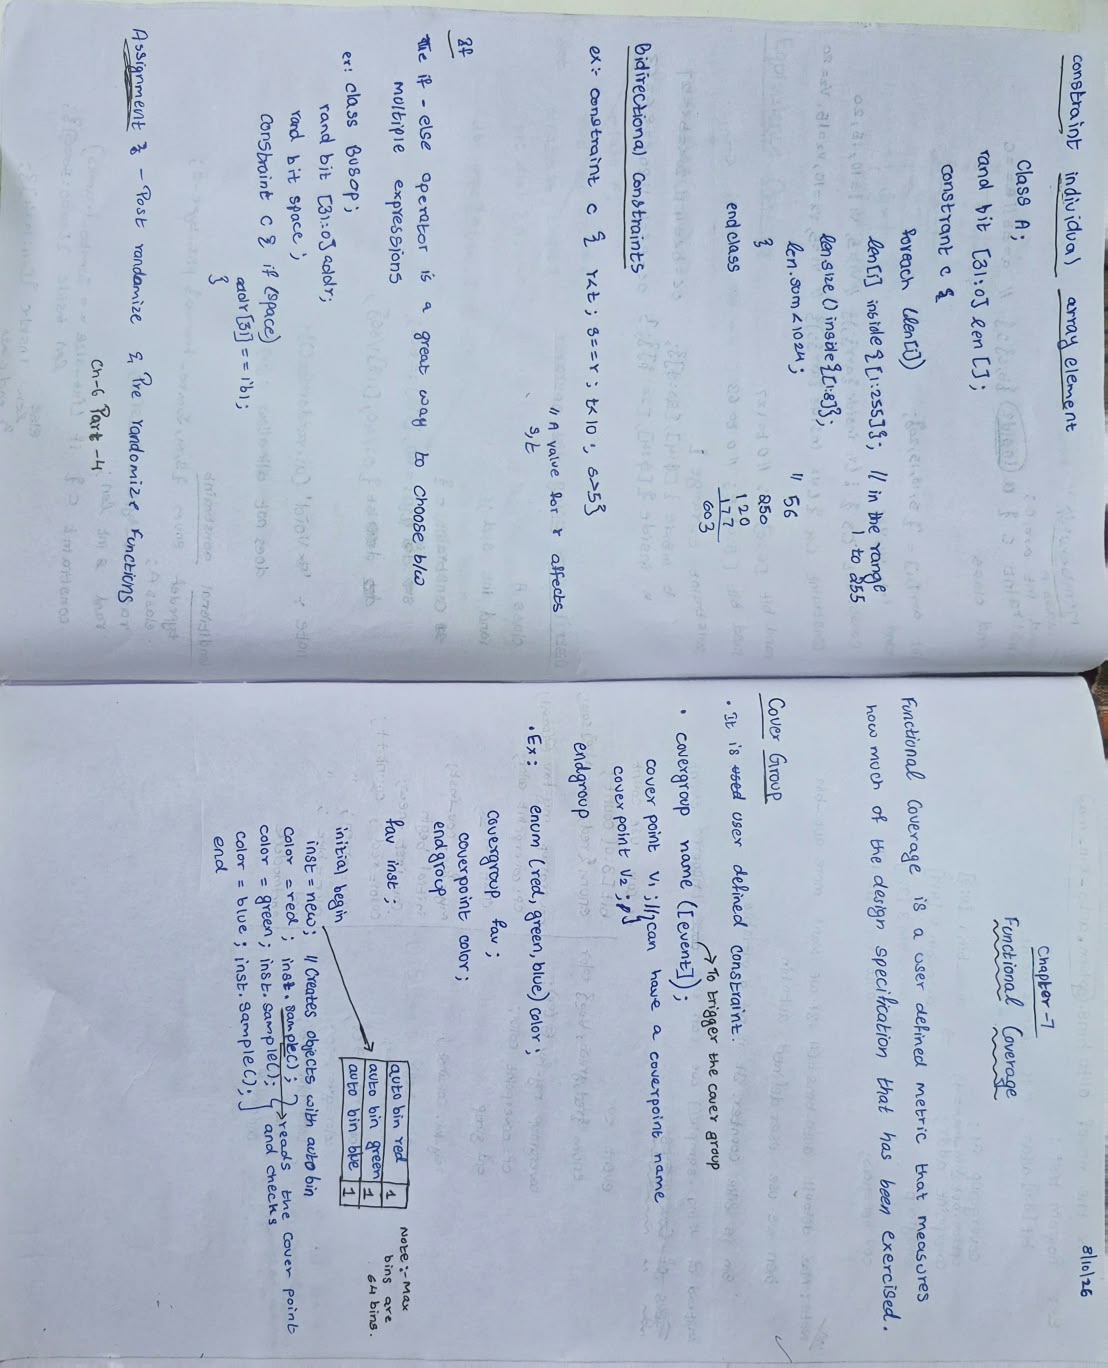 constraint individual array element
class A;
rand bit [31:0] len [];
constrant c {
foreach (len[i])
len[i] inside { [1:255]}; // in the range
1 to 255
len.size() inside {[1:8]};
len.sum < 1024; // 56
250
120
177
603
}
endclass
Bidirectional Constraints
ex:- constraint c { r<t; s==r; t<10; s>5}
// A value for r affects
s,t
If
The if - else operator is a great way to choose b/w
multiple expressions
ex: class Busop;
rand bit [31:0] addr;
rand bit space;
constraint c { if (space)
addr[31] == 1'b1;
}
Assignment :- Post randomize & Pre randomize functions
Ch-6 Part-4
8/10/25
Chapter-7
Functional Coverage
Functional Coverage is a user defined metric that measures
how much of the design specification that has been exercised.
Cover Group
• It is used user defined constraint.
→ To trigger the cover group
• covergroup name ([event]);
cover point v1; // can have a coverpoint name
cover point v2;
endgroup
• Ex: enum (red, green, blue) color;
covergroup fav;
coverpoint color;
endgroup
fav inst;
initial begin
inst = new; // Creates objects with auto bin
color = red; inst. sample(); → reads the cover point
color = green; inst. sample(); and checks
color = blue; inst. sample();
end
auto bin red 1
auto bin green 1
auto bin blue 1
Note:- Max
bins are
64 bins.